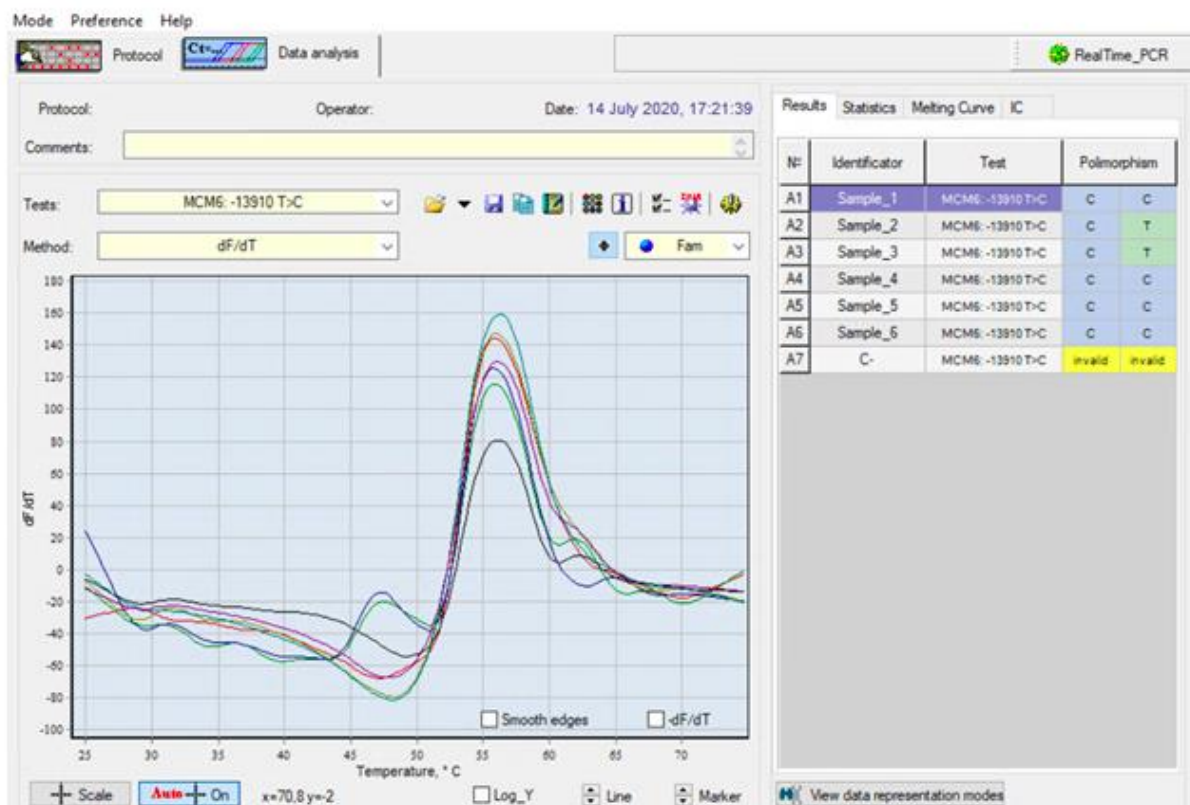 Mode Preference Help
Protocol Ct= Data analysis RealTime_PCR
Protocol: Operator: Date: 14 July 2020, 17:21:39
Comments:
Tests: MCM6: -13910 T>C
Method: dF/dT Fam
180
160
140
120
100
80
60
40
20
0
-20
-40
-60
-80
-100
dF/dT
Smooth edges -dF/dT
25 30 35 40 45 50 55 60 65 70
Temperature, ° C
Scale Auto On x=70,8 y=-2 Log_Y Line Marker
Results Statistics Melting Curve IC
№ Identificator Test Polimorphism
A1 Sample_1 MCM6: -13910 T>C C C
A2 Sample_2 MCM6: -13910 T>C C T
A3 Sample_3 MCM6: -13910 T>C C T
A4 Sample_4 MCM6: -13910 T>C C C
A5 Sample_5 MCM6: -13910 T>C C C
A6 Sample_6 MCM6: -13910 T>C C C
A7 C- MCM6: -13910 T>C invalid invalid
View data representation modes